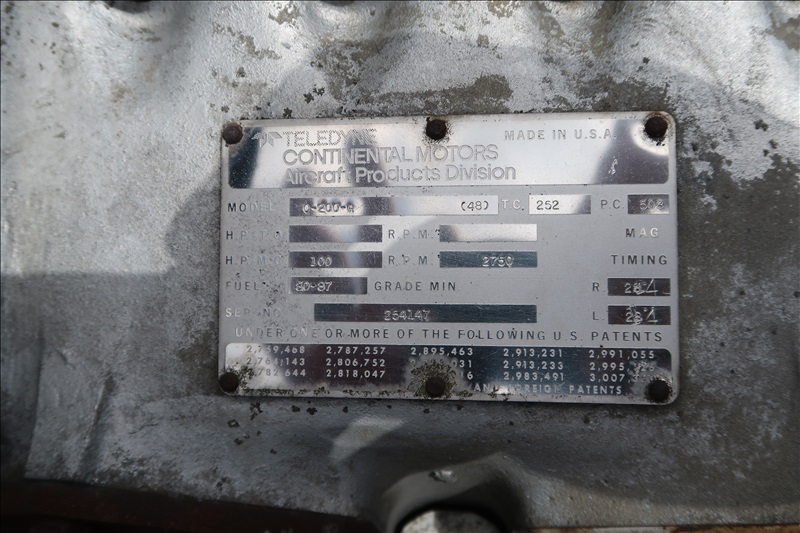 TELEDYNE MADE IN U.S.A.
CONTINENTAL MOTORS
Aircraft Products Division
MODEL O-200-A (48) T.C. 252 P.C. 508
R.P.M. MAG
100 R.P.M. 2750 TIMING
FUEL 80-87 GRADE MIN R.
SER.NO. 254147 L.
UNDER ONE OR MORE OF THE FOLLOWING U.S. PATENTS
2,787,257 2,895,463 2,913,231 2,991,055
2,806,752 2,913,233
2,818,047 2,983,491
AND FOREIGN PATENTS